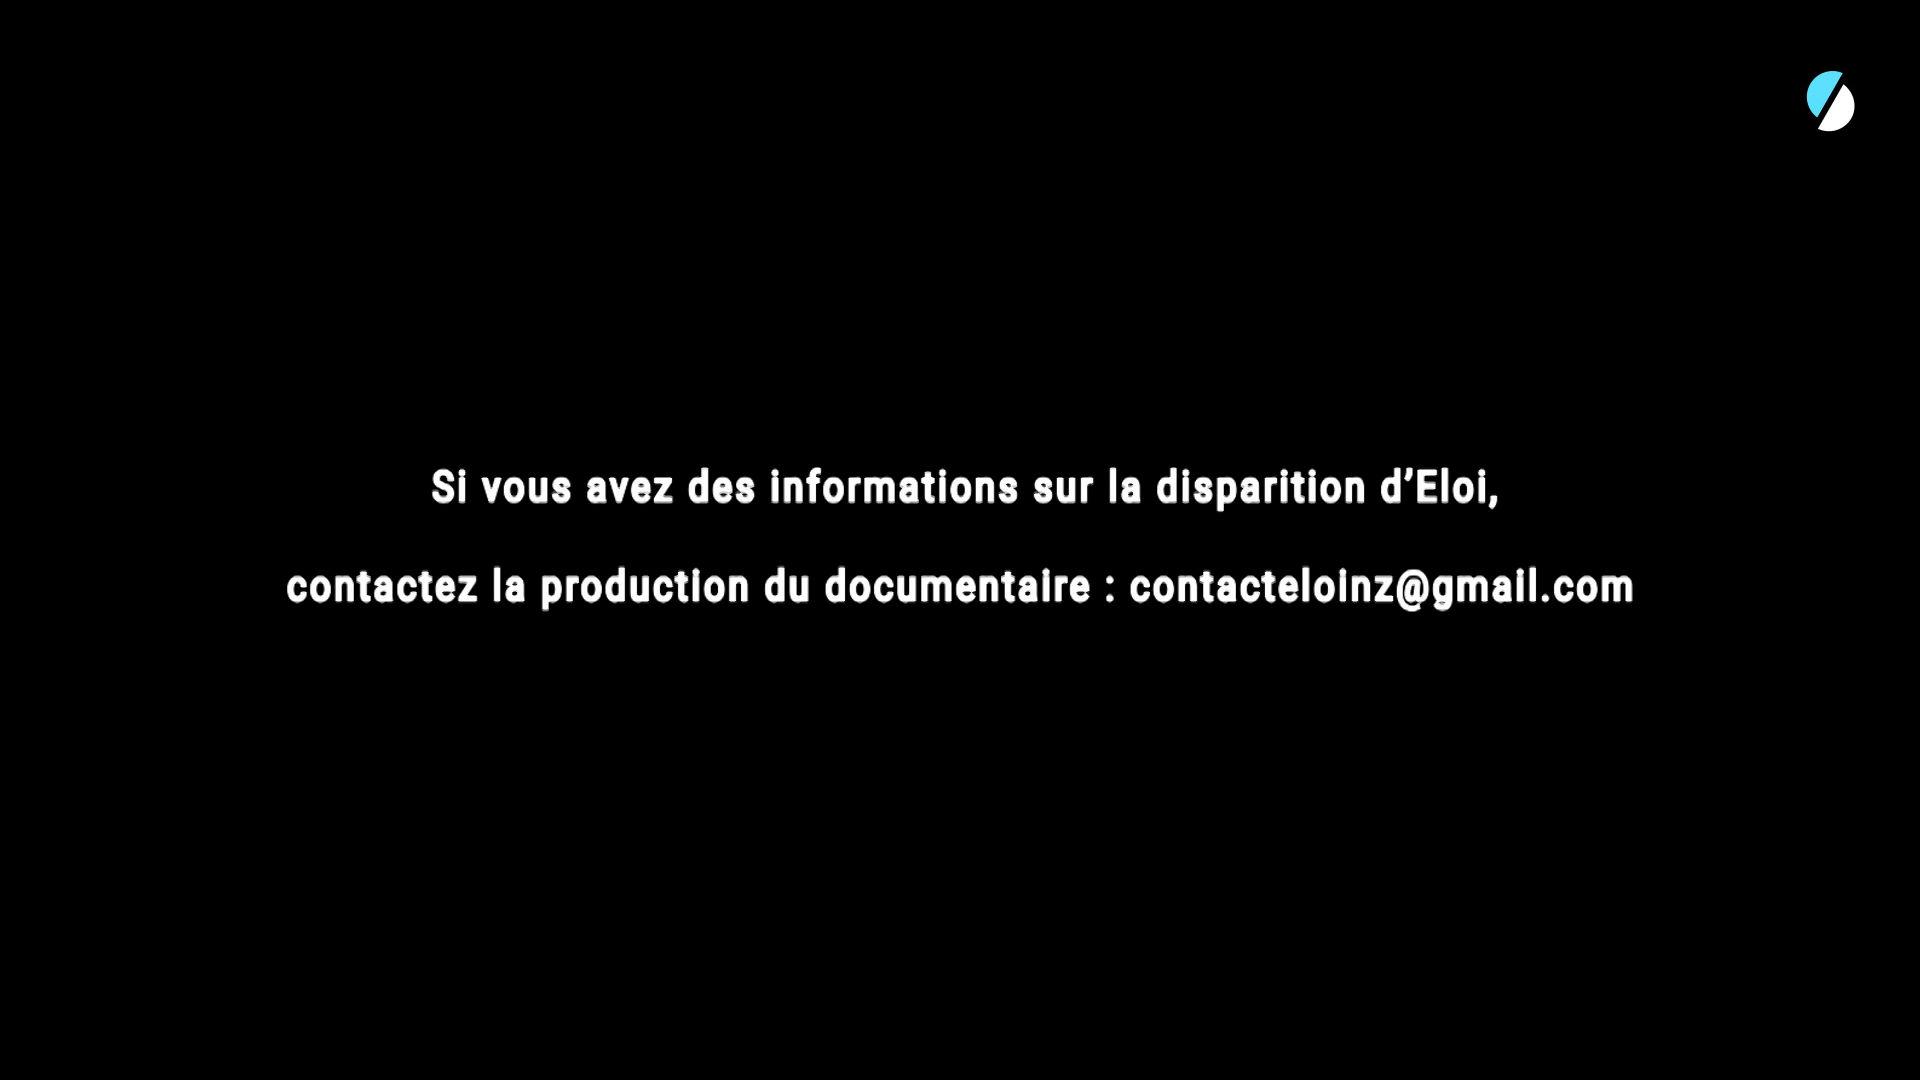 Si vous avez des informations sur la disparition d’Eloi,
contactez la production du documentaire : contacteloinz@gmail.com